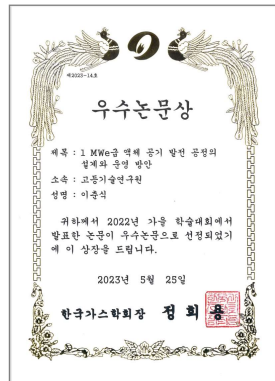 제2023-14호
우수논문상
제목 : 1 MWe급 액체 공기 발전 공정의
설계와 운영 방안
소속 : 고등기술연구원
성명 : 이춘식
귀하께서 2022년 가을 학술대회에서
발표한 논문이 우수논문으로 선정되었기
에 이 상장을 드립니다.
2023년 5월 25일
한국가스학회장 정희용